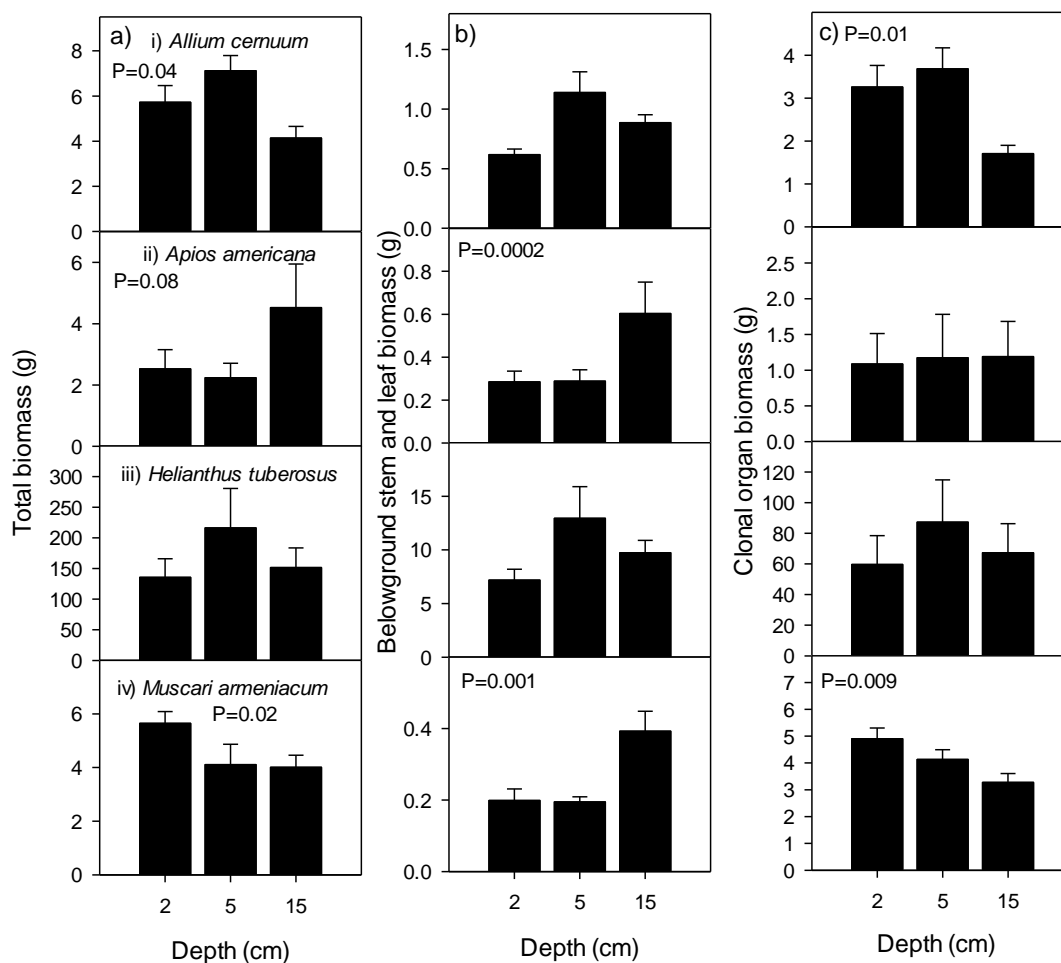 a)
i) Allium cernuum
P=0.04
8
6
4
2
0
ii) Apios americana
P=0.08
6
4
2
0
iii) Helianthus tuberosus
300
250
200
150
100
50
0
iv) Muscari armeniacum
P=0.02
6
4
2
0
Total biomass (g)
2 5 15
Depth (cm)
b)
1.5
1.0
0.5
0.0
P=0.0002
0.8
0.6
0.4
0.2
0.0
15
10
5
0
P=0.001
0.4
0.2
0.0
Belowground stem and leaf biomass (g)
2 5 15
Depth (cm)
c) P=0.01
4
3
2
1
0
2.5
2.0
1.5
1.0
0.5
0.0
120
100
80
60
40
20
0
P=0.009
7
6
5
4
3
2
1
0
Clonal organ biomass (g)
2 5 15
Depth (cm)